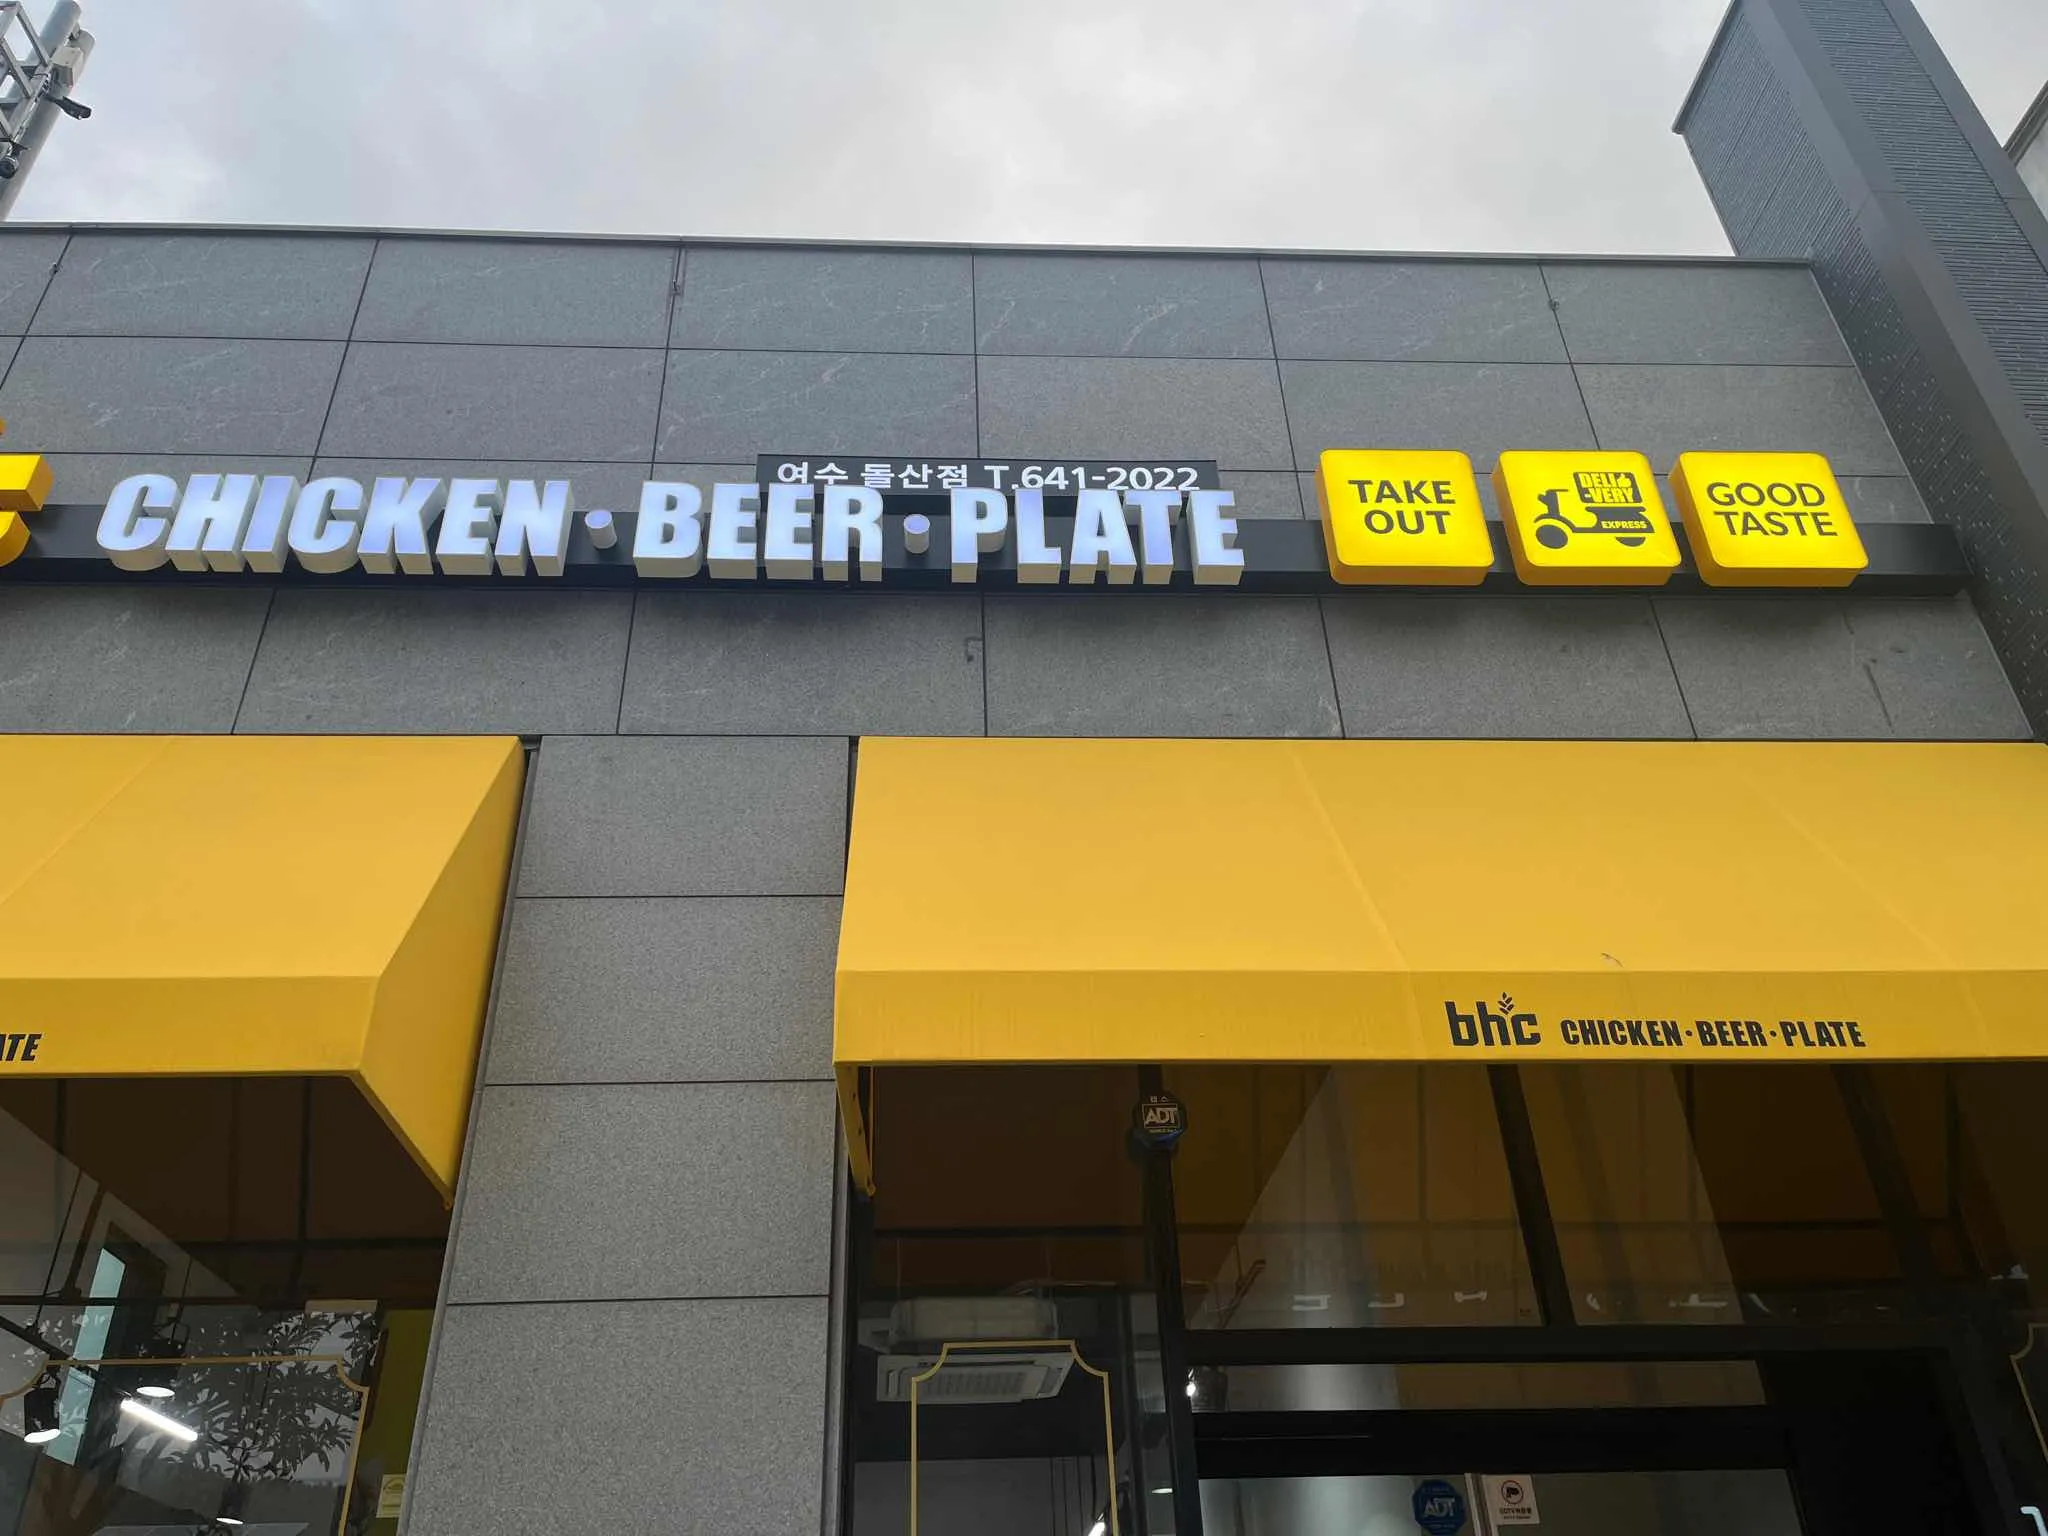 여수 돌산점 T.641-2022
CHICKEN·BEER·PLATE
TAKE
OUT
DELI
-VERY
EXPRESS
GOOD
TASTE
ATE
bhc CHICKEN·BEER·PLATE
ADT
ADT